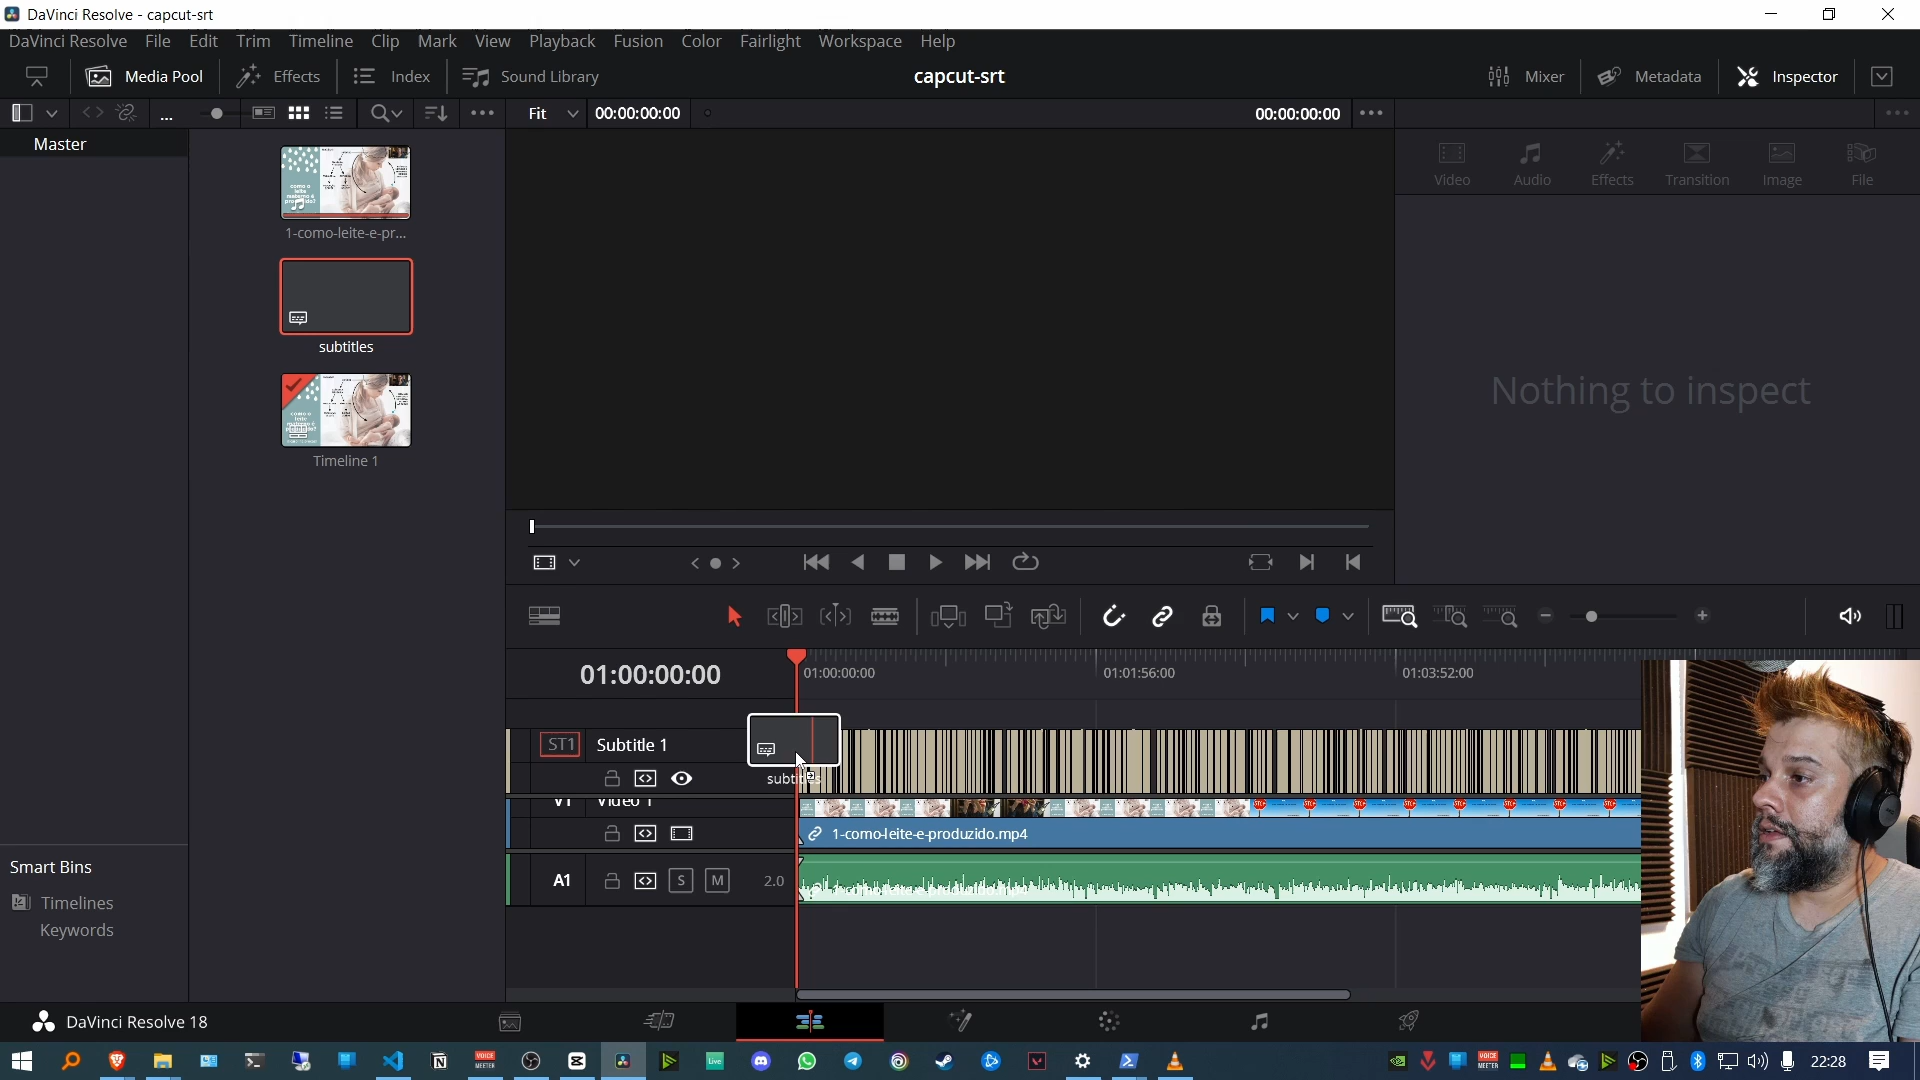 DaVinci Resolve - capcut-srt
DaVinci Resolve File Edit Trim Timeline Clip Mark View Playback Fusion Color Fairlight Workspace Help
Media Pool Effects Index Sound Library capcut-srt Mixer Metadata Inspector
... Fit 00:00:00:00 00:00:00:00
Master
Video Audio Effects Transition Image File
1-como-leite-e-pr...
subtitles
Timeline 1
Nothing to inspect
01:00:00:00 01:00:00:00 01:01:56:00 01:03:52:00
ST1 Subtitle 1
V1 Video 1
1-como-leite-e-produzido.mp4
A1 S M 2.0
Smart Bins
Timelines
Keywords
DaVinci Resolve 18
22:28